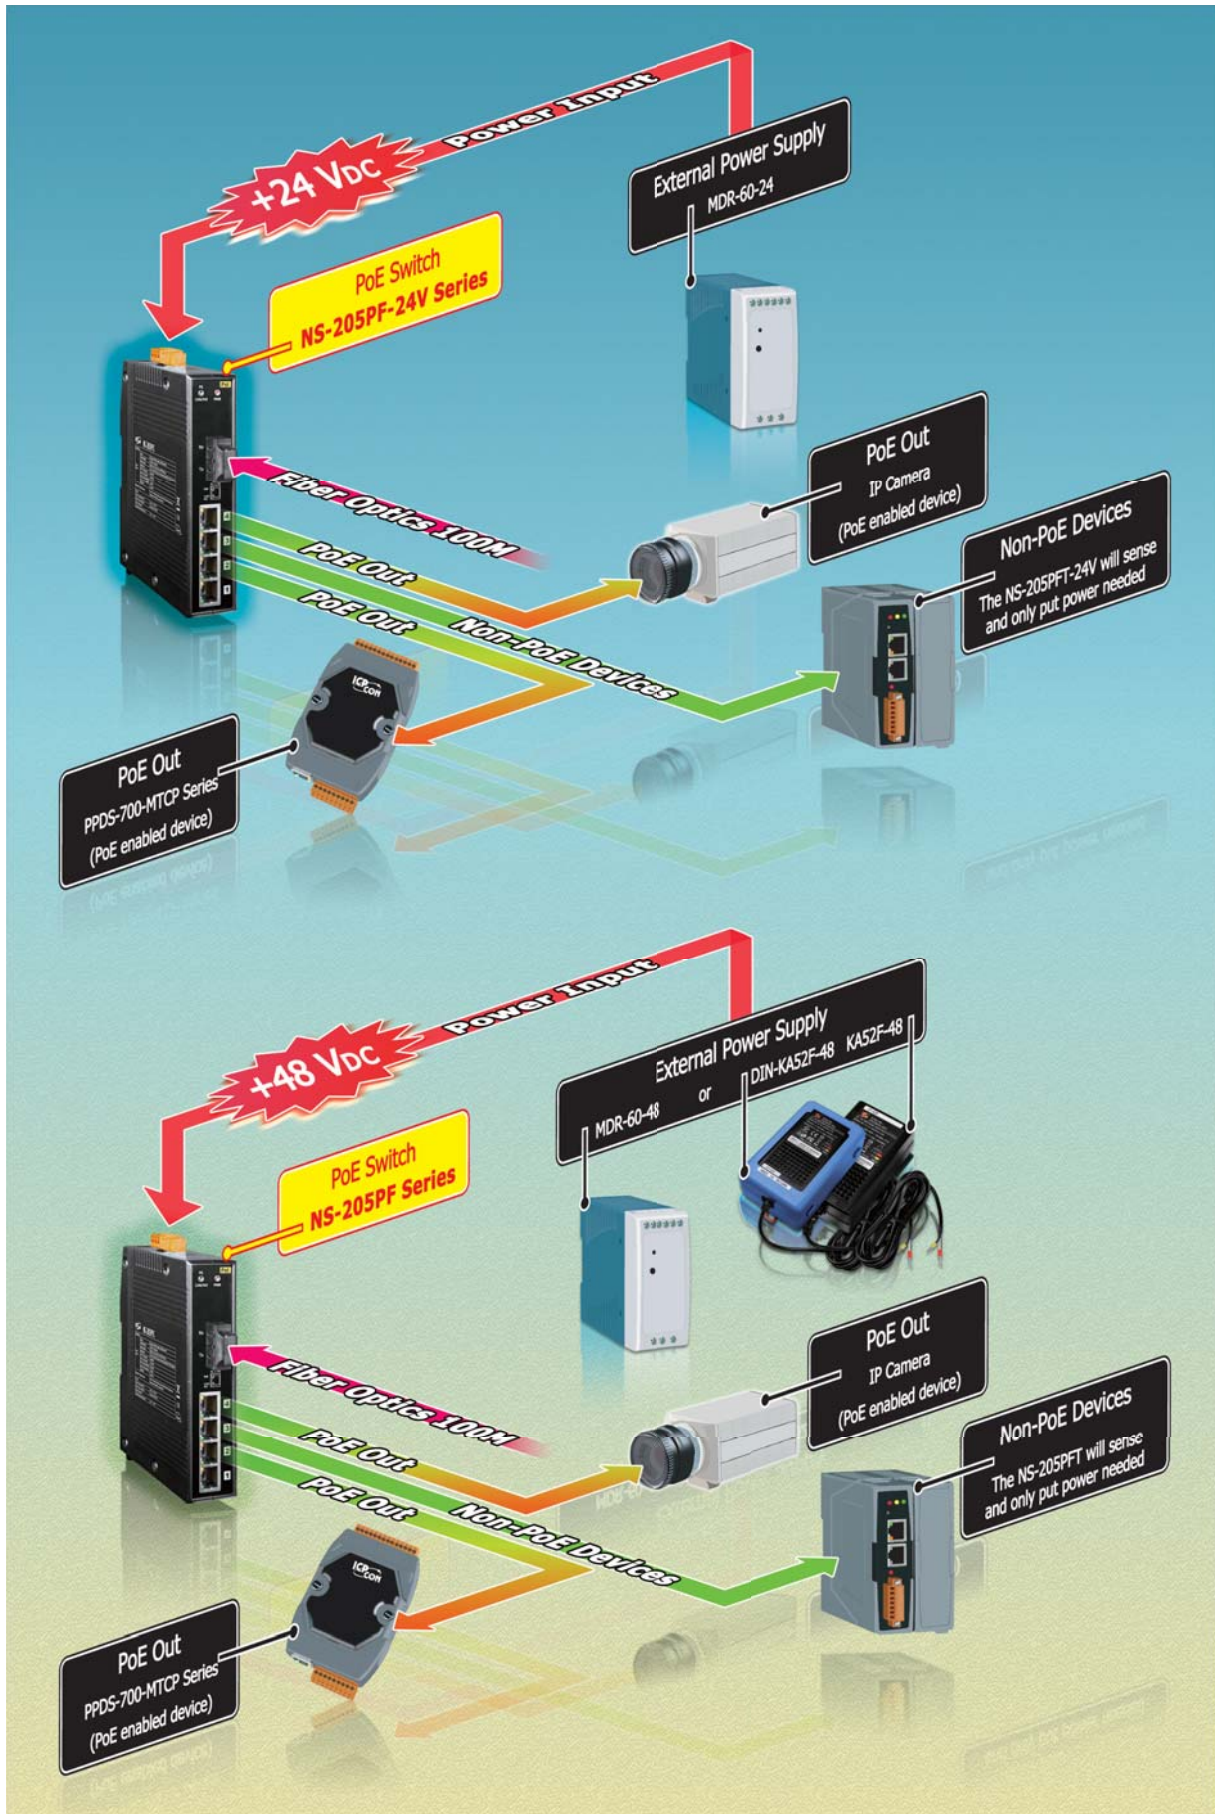 Power Input
External Power Supply
MDR-60-24
+24 VDC
PoE Switch
NS-205PF-24V Series
PoE
PoE Out
IP Camera
(PoE enabled device)
Fiber Optics 100M
Non-PoE Devices
The NS-205PFT-24V will sense
and only put power needed
PoE Out
PoE Out
Non-PoE Devices
ICP
CON
PoE Out
PPDS-700-MTCP Series
(PoE enabled device)
Power Input
External Power Supply
MDR-60-48 or DIN-KA52F-48 KA52F-48
+48 VDC
PoE Switch
NS-205PF Series
PoE
PoE Out
IP Camera
(PoE enabled device)
Fiber Optics 100M
Non-PoE Devices
The NS-205PFT will sense
and only put power needed
PoE Out
PoE Out
Non-PoE Devices
ICP
CON
PoE Out
PPDS-700-MTCP Series
(PoE enabled device)